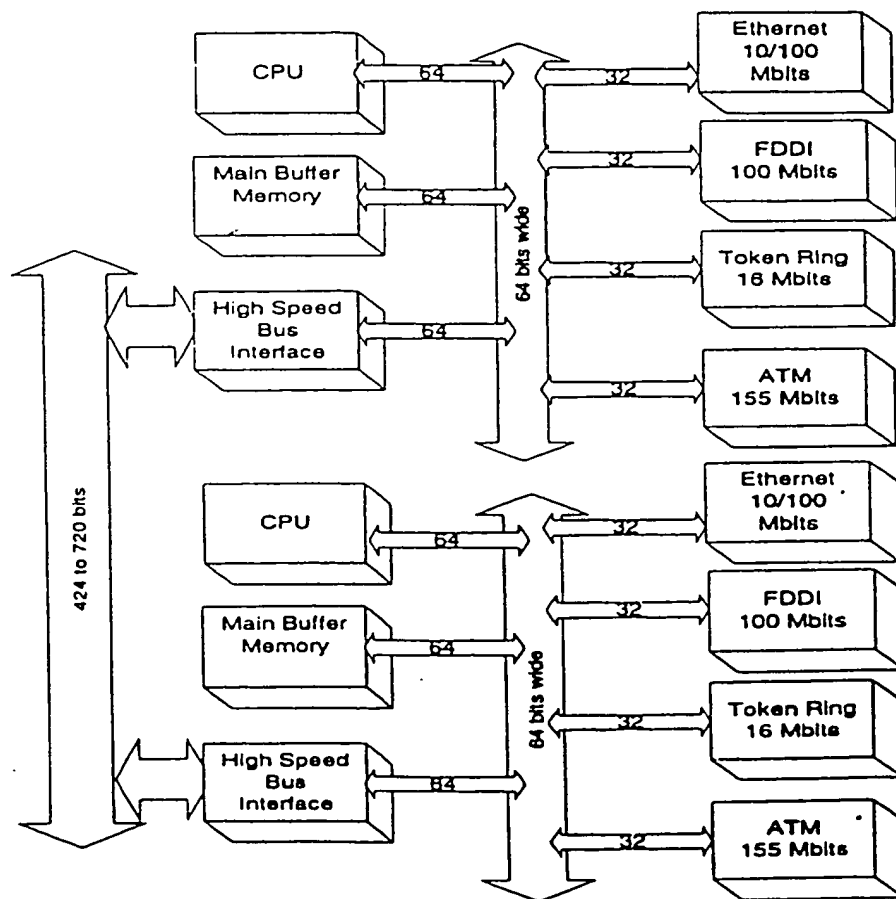 CPU
64
32
Ethernet
10/100
Mbits
Main Buffer
Memory
64
32
FDDI
100 Mbits
64 bits wide
32
Token Ring
16 Mbits
High Speed
Bus
Interface
64
32
ATM
155 Mbits
424 to 720 bits
CPU
64
32
Ethernet
10/100
Mbits
Main Buffer
Memory
64
32
FDDI
100 Mbits
64 bits wide
32
Token Ring
16 Mbits
High Speed
Bus
Interface
64
32
ATM
155 Mbits